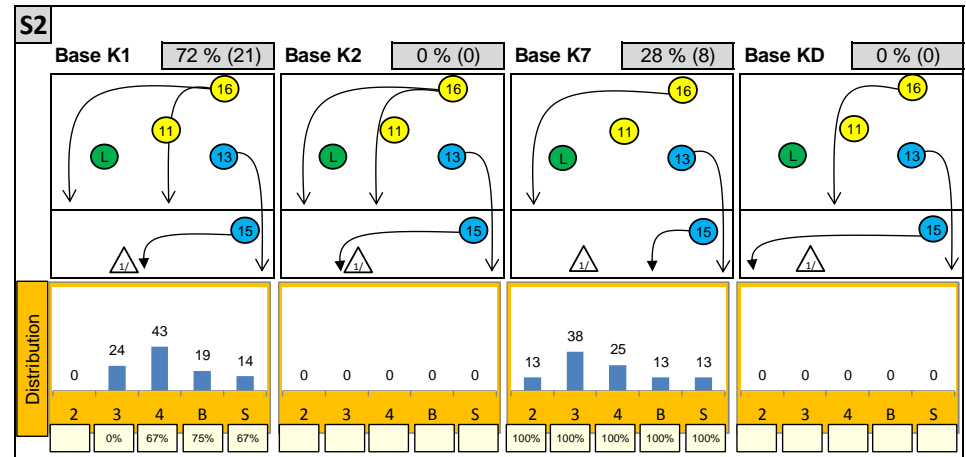 S2
Base K1 72 % (21) Base K2 0 % (0) Base K7 28 % (8) Base KD 0 % (0)
16 16 16 16
11 11 11 11
L 13 L 13 L 13 L 13
15 15 15 15
1/ 1/ 1/ 1/
Distribution
0 24 43 19 14 0 0 0 0 0 13 38 25 13 13 0 0 0 0 0
2 3 4 B S 2 3 4 B S 2 3 4 B S 2 3 4 B S
0% 67% 75% 67% 100% 100% 100% 100% 100%